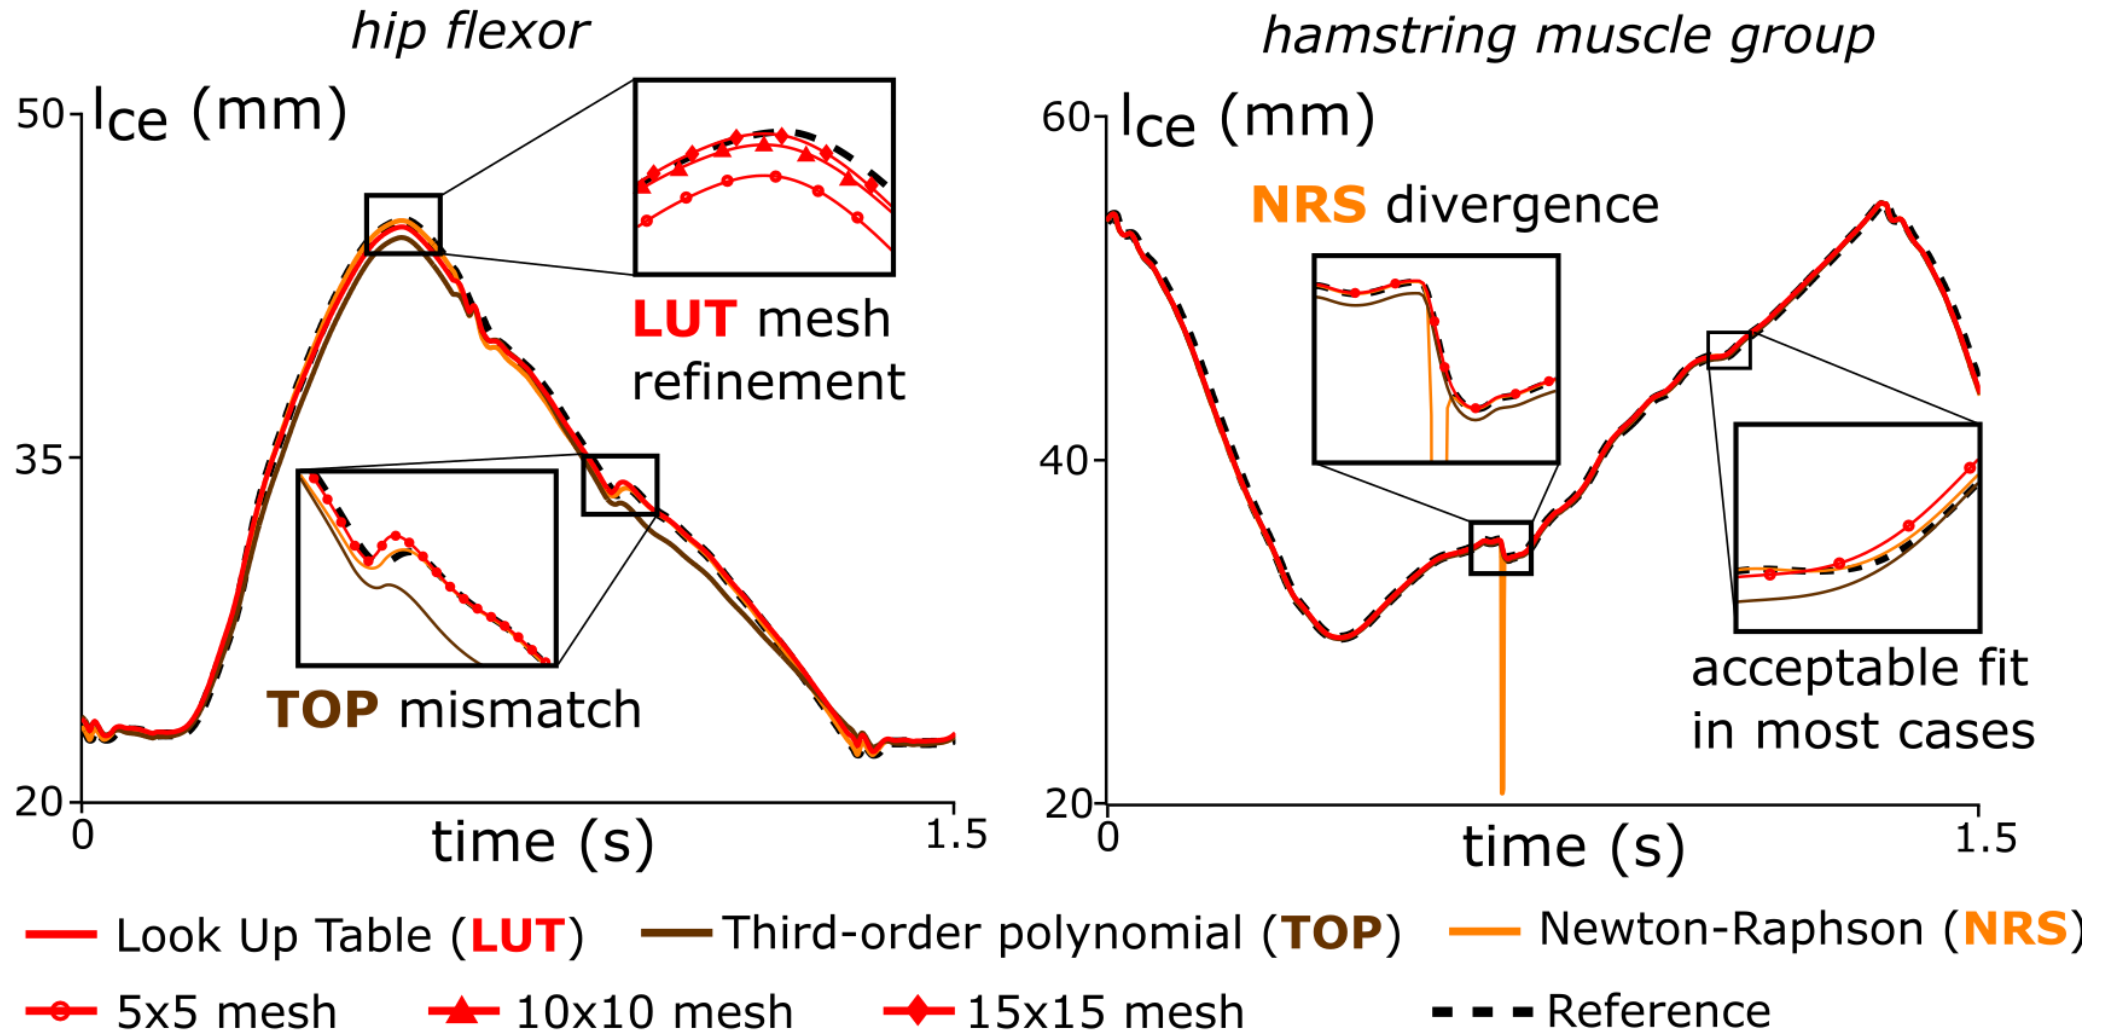 hip flexor
hamstring muscle group
50
lce (mm)
LUT mesh
refinement
35
TOP mismatch
20
0
time (s)
1.5
60
lce (mm)
NRS divergence
40
acceptable fit
in most cases
20
0
time (s)
1.5
Look Up Table (LUT)
Third-order polynomial (TOP)
Newton-Raphson (NRS)
5x5 mesh
10x10 mesh
15x15 mesh
Reference